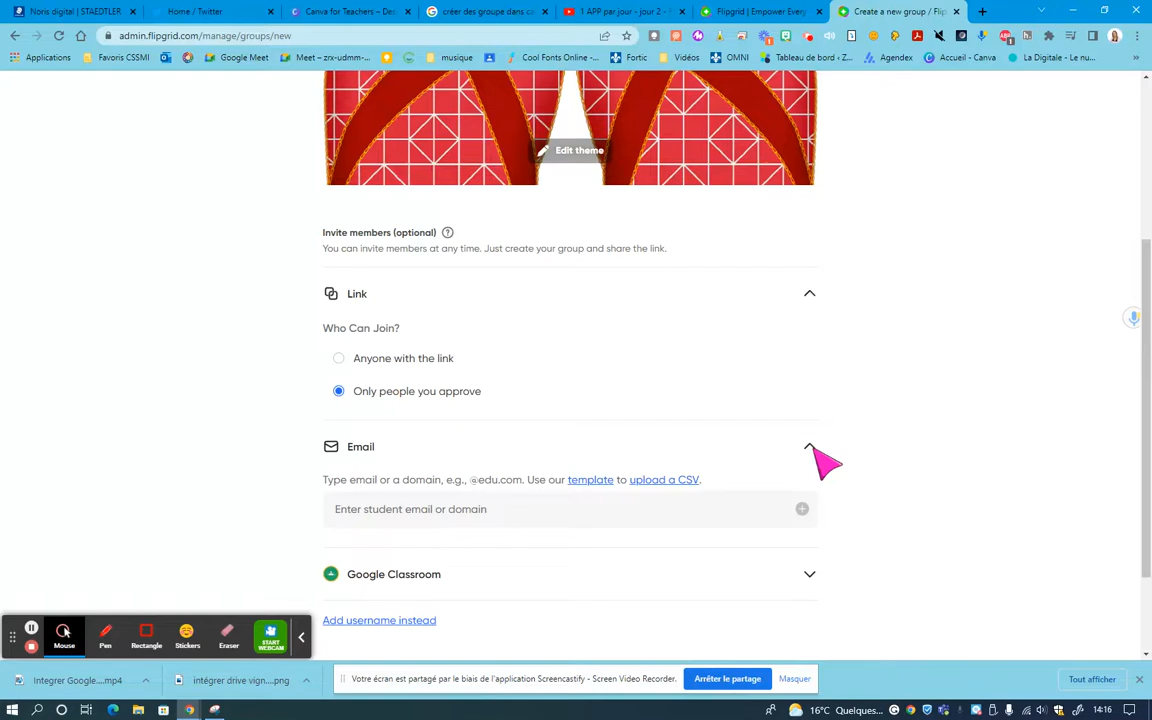 Noris digital | STAEDTLER
Home / Twitter
Canva for Teachers – Des
créer des groupe dans ca
1 APP par jour - jour 2 -
Flipgrid | Empower Every
Create a new group / Flip
admin.flipgrid.com/manage/groups/new
Applications
Favoris CSSMI
Google Meet
Meet – zrx-udmm-...
musique
Cool Fonts Online -...
Fortic
Vidéos
OMNI
Tableau de bord ‹ Z...
Agendex
Accueil - Canva
La Digitale - Le nu...
Edit theme
Invite members (optional)
You can invite members at any time. Just create your group and share the link.
Link
Who Can Join?
Anyone with the link
Only people you approve
Email
Type email or a domain, e.g., @edu.com. Use our template to upload a CSV.
Enter student email or domain
Google Classroom
Add username instead
Mouse
Pen
Rectangle
Stickers
Eraser
START
WEBCAM
Integrer Google....mp4
intégrer drive vign....png
Votre écran est partagé par le biais de l'application Screencastify - Screen Video Recorder.
Arrêter le partage
Masquer
Tout afficher
16°C Quelques...
14:16